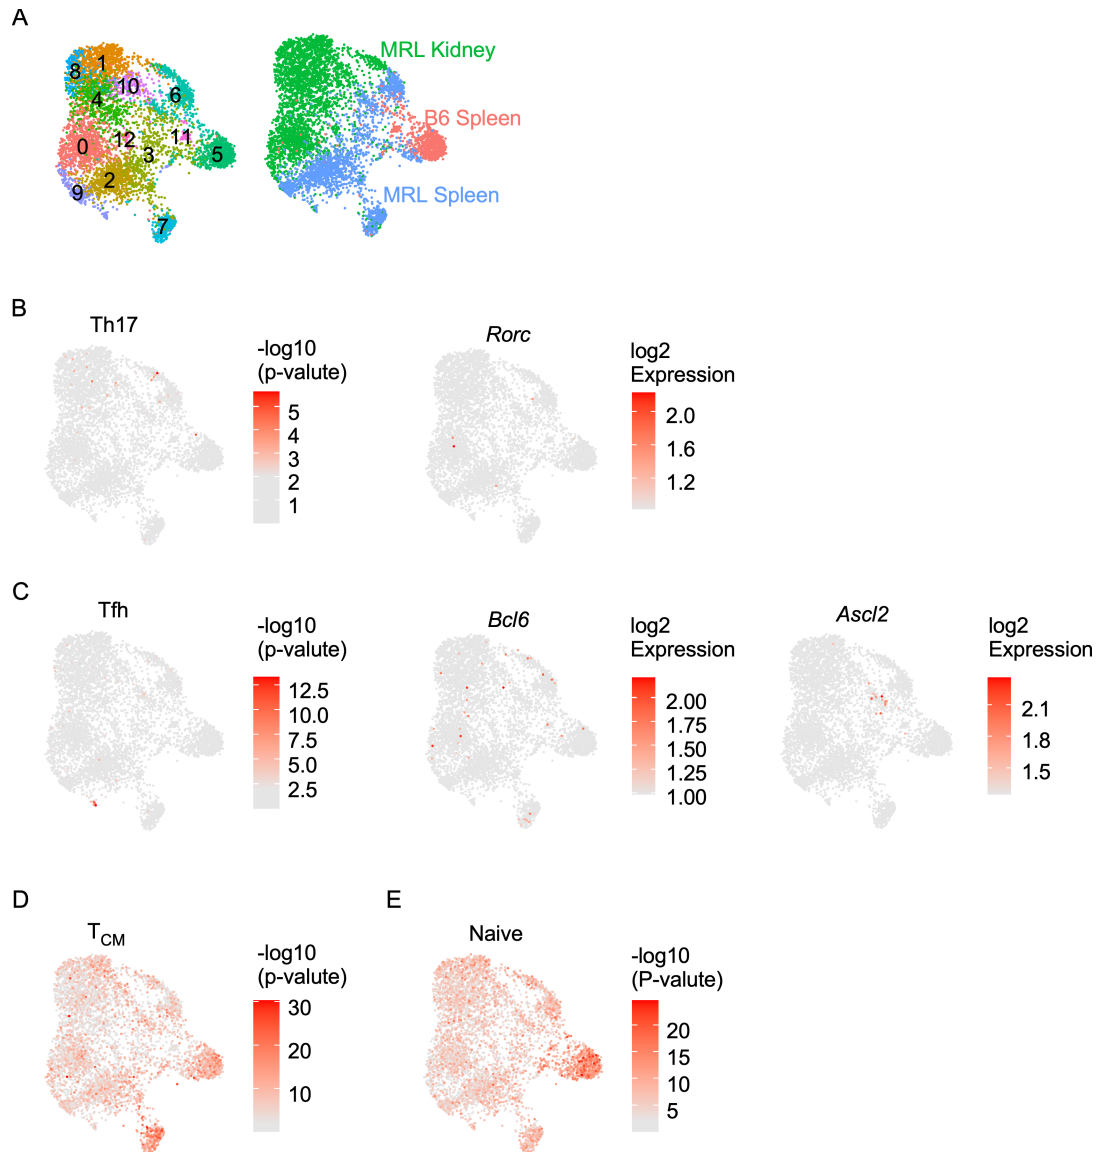 A
8
1
10
4
6
0
12
3
11
5
2
9
7
MRL Kidney
B6 Spleen
MRL Spleen
B
Th17
-log10
(p-valute)
5
4
3
2
1
Rorc
log2
Expression
2.0
1.6
1.2
C
Tfh
-log10
(p-valute)
12.5
10.0
7.5
5.0
2.5
Bcl6
log2
Expression
2.00
1.75
1.50
1.25
1.00
Ascl2
log2
Expression
2.1
1.8
1.5
D
TCM
-log10
(p-valute)
30
20
10
E
Naive
-log10
(P-valute)
20
15
10
5